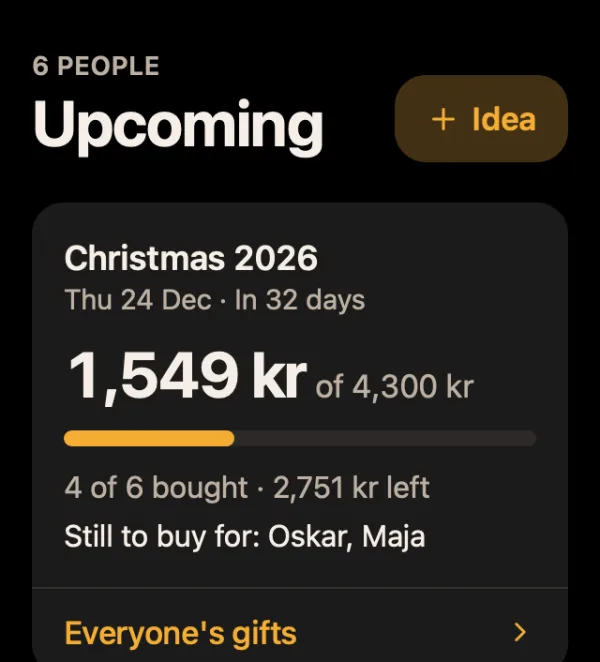 6 PEOPLE
Upcoming
+ Idea
Christmas 2026
Thu 24 Dec · In 32 days
1,549 kr of 4,300 kr
4 of 6 bought · 2,751 kr left
Still to buy for: Oskar, Maja
Everyone's gifts